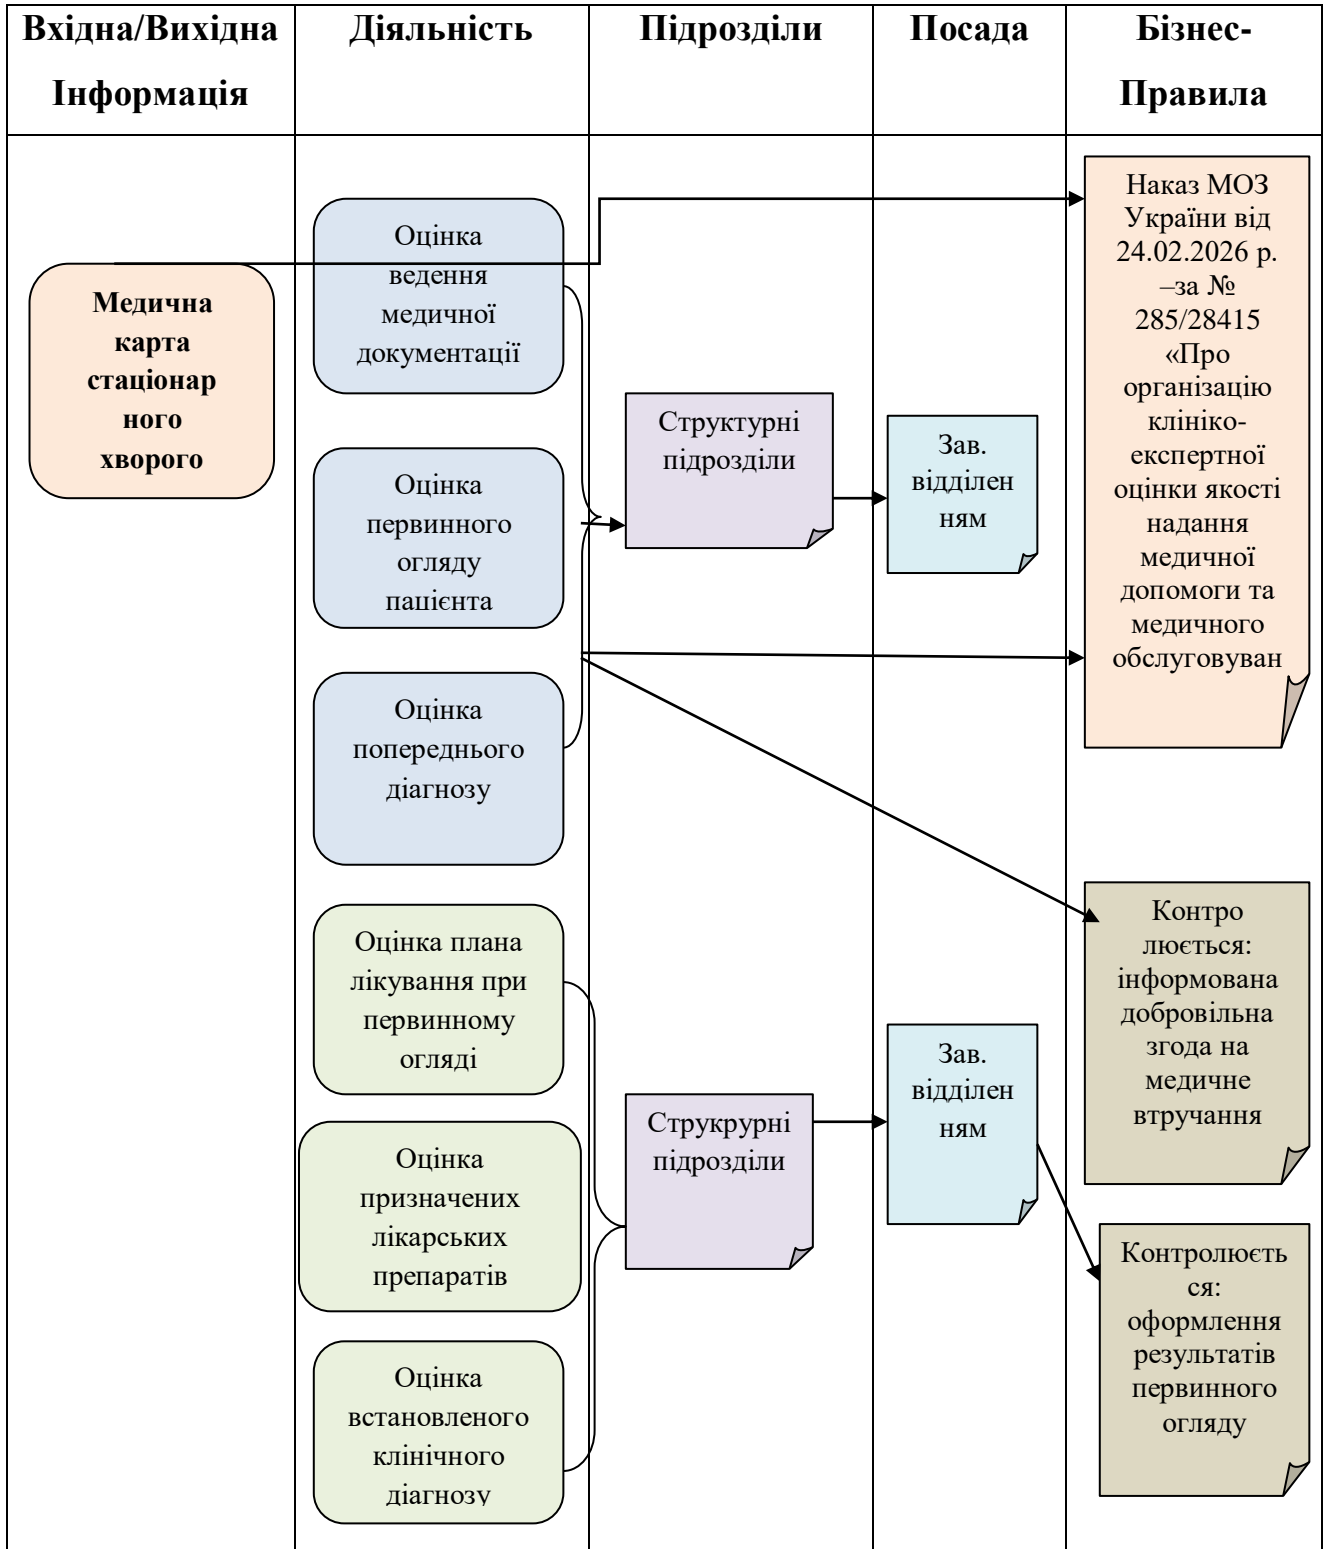 Вхідна/Вихідна
Інформація
Діяльність
Підрозділи
Посада
Бізнес-
Правила
Медична
карта
стаціонар
ного
хворого
Оцінка
ведення
медичної
документації
Оцінка
первинного
огляду
пацієнта
Оцінка
попереднього
діагнозу
Оцінка плана
лікування при
первинному
огляді
Оцінка
призначених
лікарських
препаратів
Оцінка
встановленого
клінічного
діагнозу
Структурні
підрозділи
Струкрурні
підрозділи
Зав.
відділен
ням
Зав.
відділен
ням
Наказ МОЗ
України від
24.02.2026 р.
–за №
285/28415
«Про
організацію
клініко-
експертної
оцінки якості
надання
медичної
допомоги та
медичного
обслуговуван
Контро
люється:
інформована
добровільна
згода на
медичне
втручання
Контролюєть
ся:
оформлення
результатів
первинного
огляду